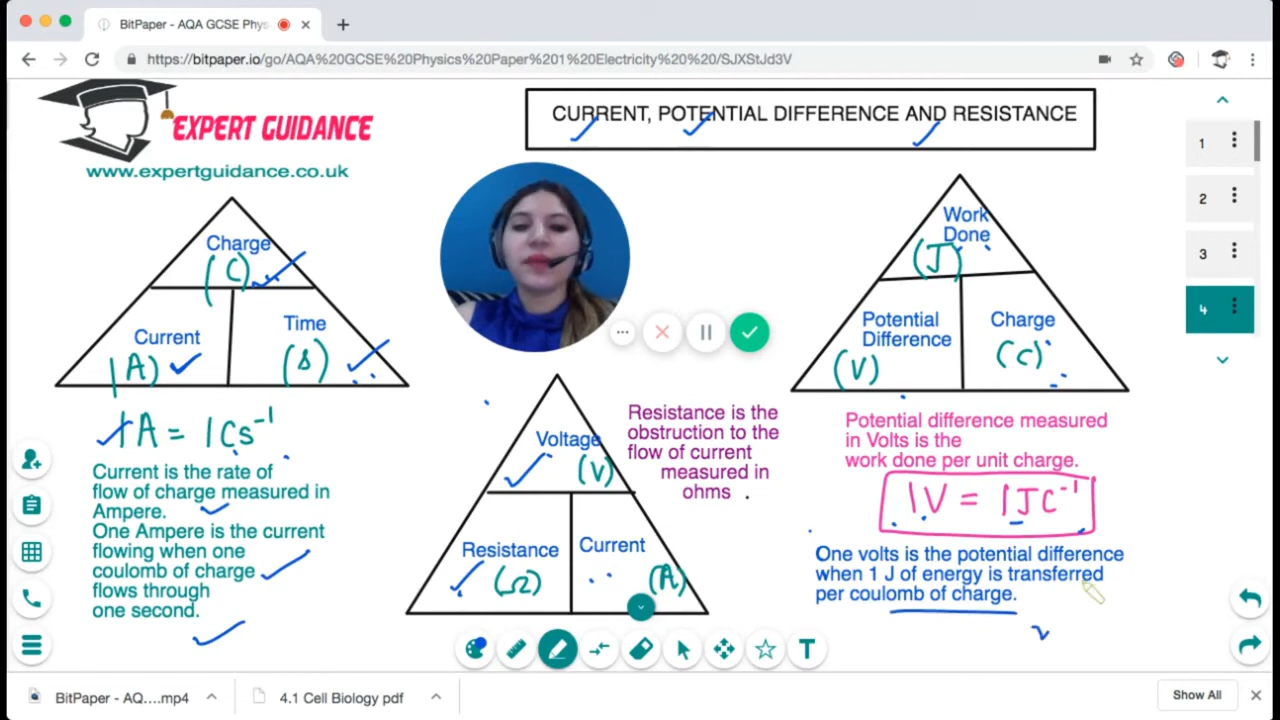 BitPaper - AQA GCSE Phys
https://bitpaper.io/go/AQA%20GCSE%20Physics%20Paper%201%20Electricity%20%20/SJXStJd3V
EXPERT GUIDANCE
www.expertguidance.co.uk
CURRENT, POTENTIAL DIFFERENCE AND RESISTANCE
1
2
3
4
Charge
(C)
Current
(A)
Time
(s)
1A = 1Cs⁻¹
Current is the rate of
flow of charge measured in
Ampere.
One Ampere is the current
flowing when one
coulomb of charge
flows through
one second.
Voltage
(V)
Resistance
(Ω)
Current
(A)
Resistance is the
obstruction to the
flow of current
measured in
ohms .
Work
Done
(J)
Potential
Difference
(V)
Charge
(C)
Potential difference measured
in Volts is the
work done per unit charge.
1V = 1JC⁻¹
One volts is the potential difference
when 1 J of energy is transferred
per coulomb of charge.
T
BitPaper - AQ....mp4
4.1 Cell Biology pdf
Show All